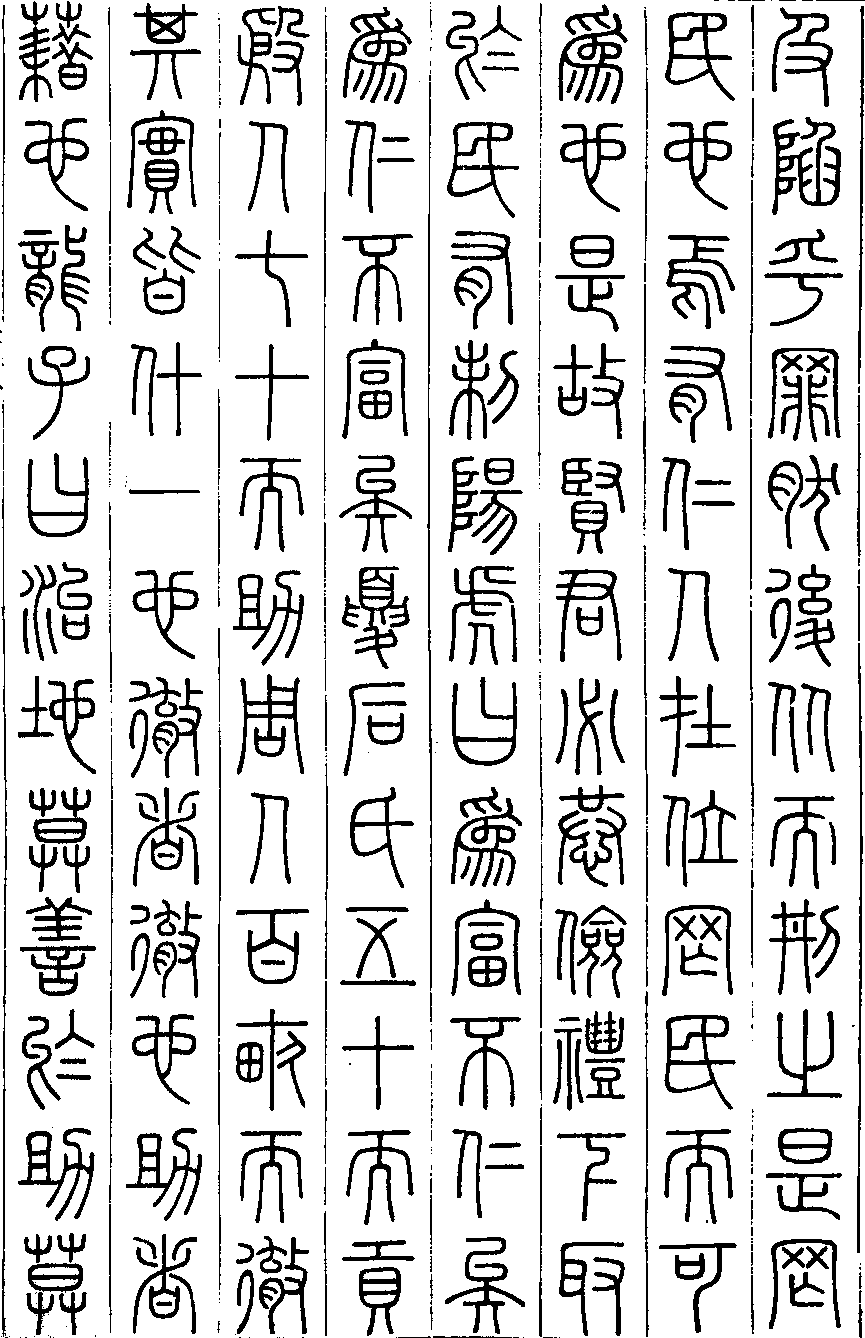 及陷乎罪然後从而刑之是罔
民也焉有仁人在位罔民而可
爲也是故賢君必恭儉禮下取
於民有制陽虎曰爲富不仁矣
爲仁不富矣夏后氏五十而貢
殷人七十而助周人百畝而徹
其實皆什一也徹者徹也助者
藉也龍子曰治地莫善於助莫